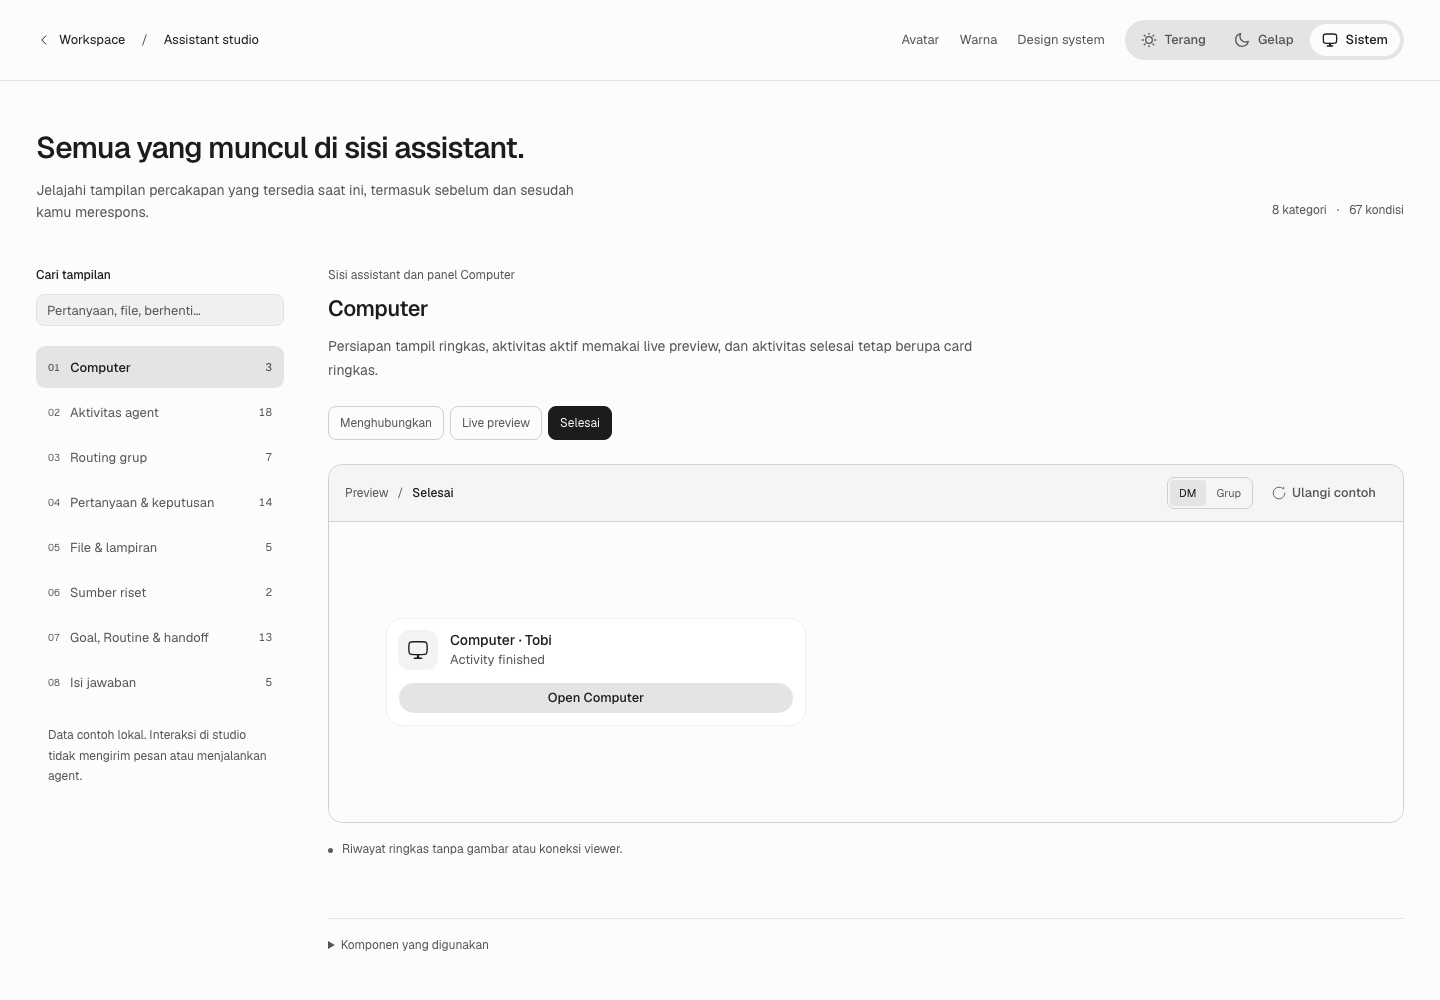 Workspace / Assistant studio
Avatar Warna Design system Terang Gelap Sistem
Semua yang muncul di sisi assistant.
Jelajahi tampilan percakapan yang tersedia saat ini, termasuk sebelum dan sesudah
kamu merespons.
8 kategori · 67 kondisi
Cari tampilan
Pertanyaan, file, berhenti...
01 Computer 3
02 Aktivitas agent 18
03 Routing grup 7
04 Pertanyaan & keputusan 14
05 File & lampiran 5
06 Sumber riset 2
07 Goal, Routine & handoff 13
08 Isi jawaban 5
Data contoh lokal. Interaksi di studio
tidak mengirim pesan atau menjalankan
agent.
Sisi assistant dan panel Computer
Computer
Persiapan tampil ringkas, aktivitas aktif memakai live preview, dan aktivitas selesai tetap berupa card
ringkas.
Menghubungkan Live preview Selesai
Preview / Selesai
DM Grup Ulangi contoh
Computer · Tobi
Activity finished
Open Computer
Riwayat ringkas tanpa gambar atau koneksi viewer.
Komponen yang digunakan